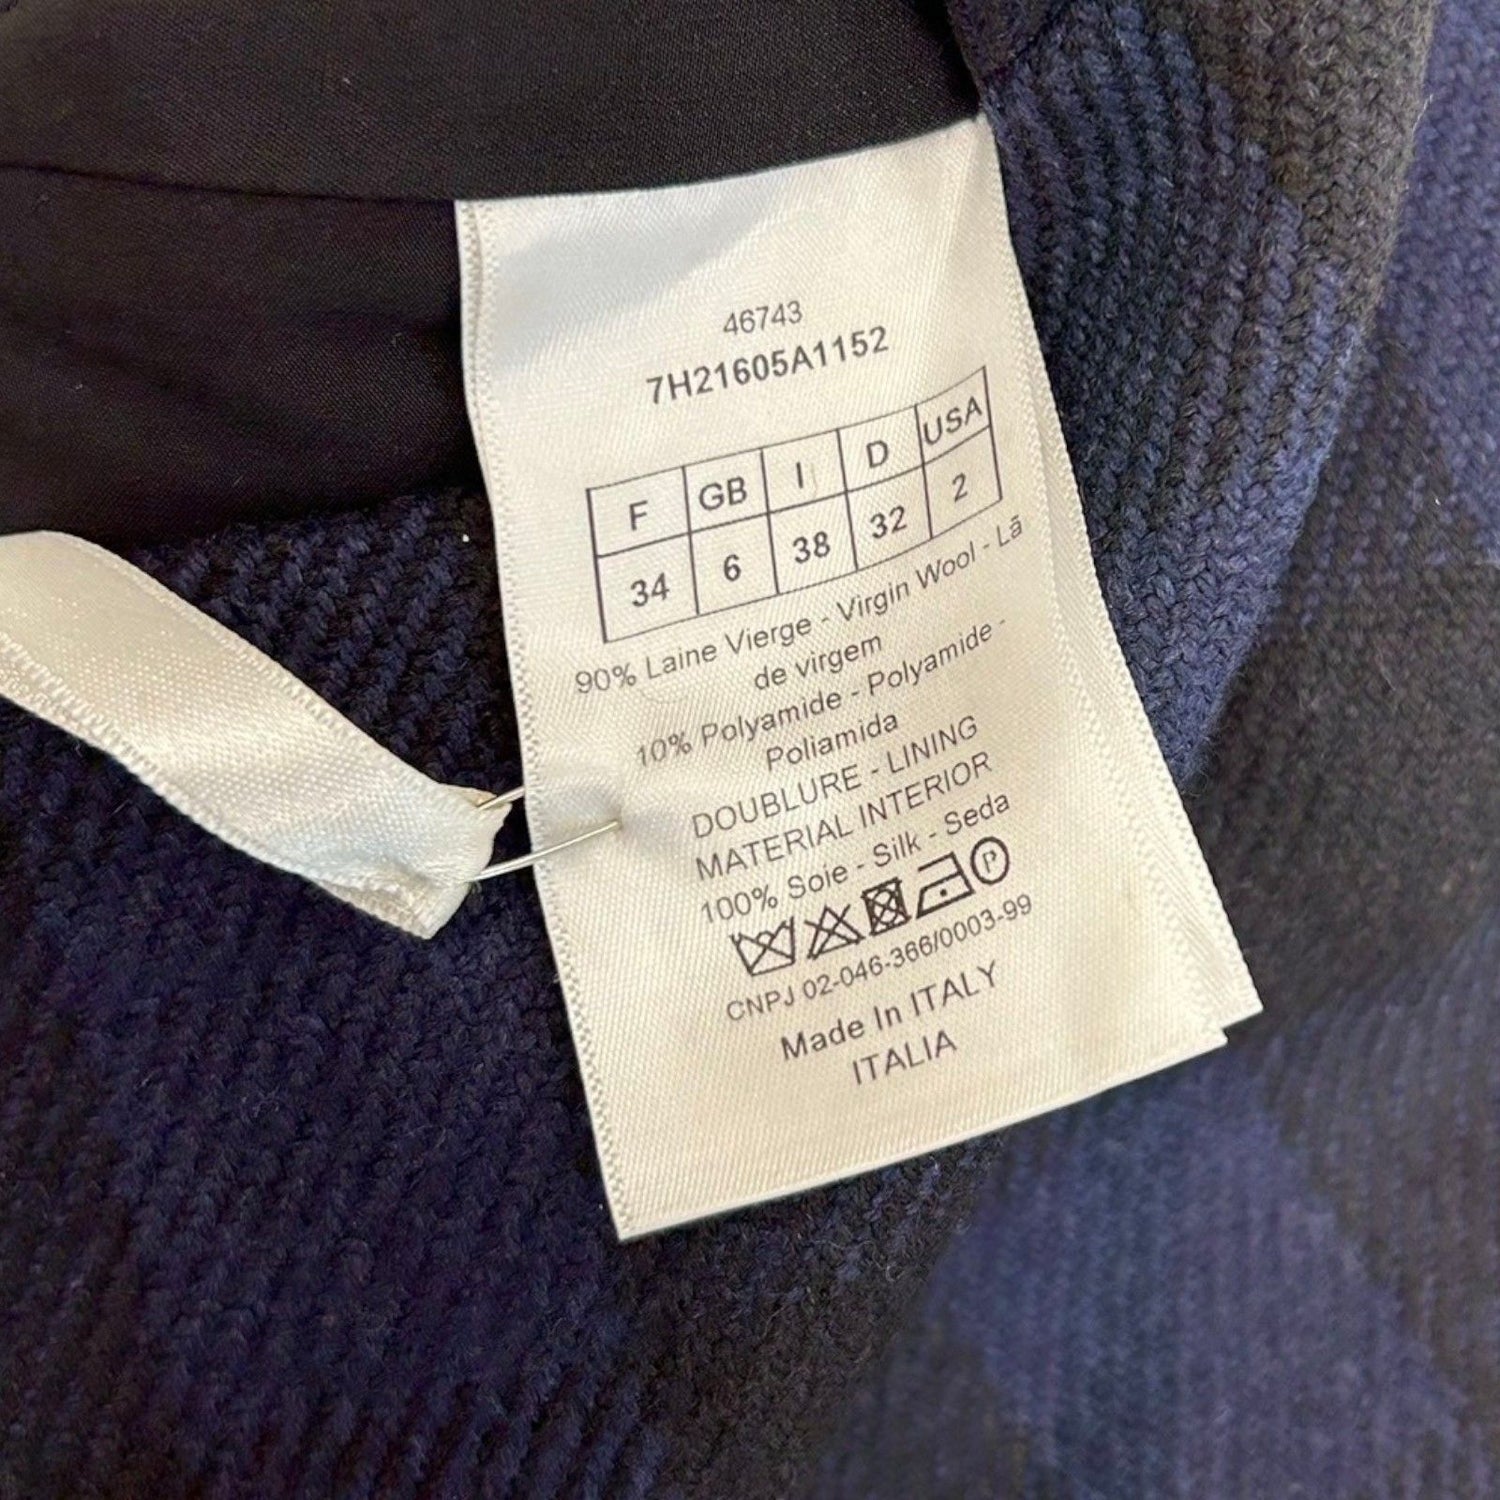 46743
7H21605A1152
F GB I D USA
34 6 38 32 2
90% Laine Vierge - Virgin Wool - Lã
de virgem
10% Polyamide - Polyamide -
Poliamida
DOUBLURE - LINING
MATERIAL INTERIOR
100% Soie - Silk - Seda
P
CNPJ 02-046-366/0003-99
Made In ITALY
ITALIA